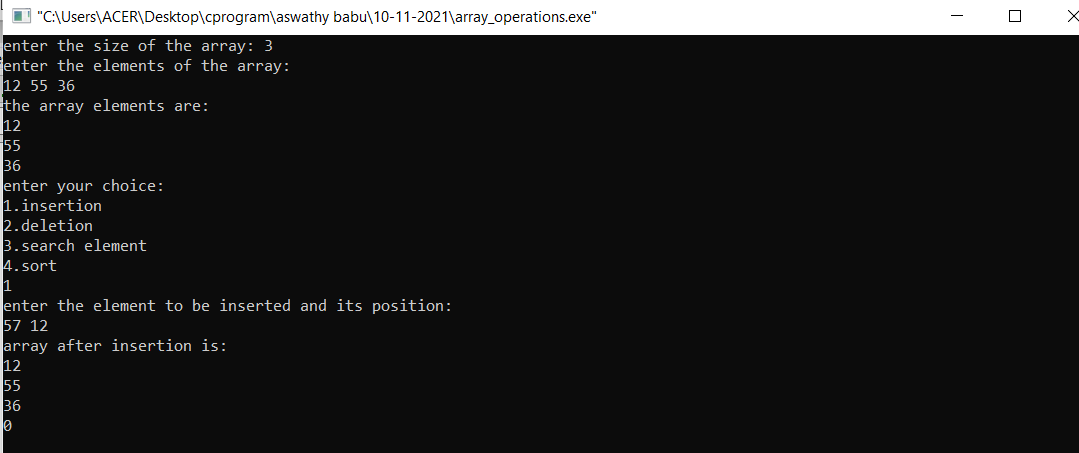 "C:\Users\ACER\Desktop\cprogram\aswathy babu\10-11-2021\array_operations.exe"
enter the size of the array: 3
enter the elements of the array:
12 55 36
the array elements are:
12
55
36
enter your choice:
1.insertion
2.deletion
3.search element
4.sort
1
enter the element to be inserted and its position:
57 12
array after insertion is:
12
55
36
0